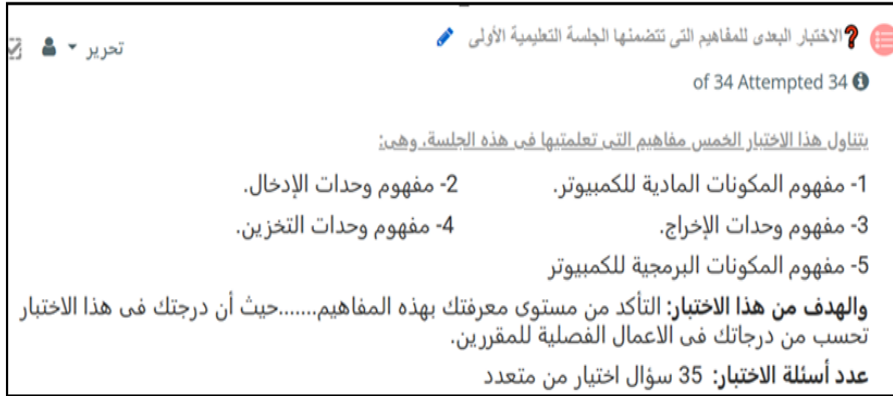 ❓الاختبار البعدى للمفاهيم التى تتضمنها الجلسة التعليمية الأولى
تحرير
of 34 Attempted 34
يتناول هذا الاختبار الخمس مفاهيم التى تعلمتيها فى هذه الجلسة، وهى:
1- مفهوم المكونات المادية للكمبيوتر. 2- مفهوم وحدات الإدخال.
3- مفهوم وحدات الإخراج. 4- مفهوم وحدات التخزين.
5- مفهوم المكونات البرمجية للكمبيوتر
والهدف من هذا الاختبار: التأكد من مستوى معرفتك بهذه المفاهيم.......حيث أن درجتك فى هذا الاختبار
تحسب من درجاتك فى الاعمال الفصلية للمقررين.
عدد أسئلة الاختبار: 35 سؤال اختيار من متعدد